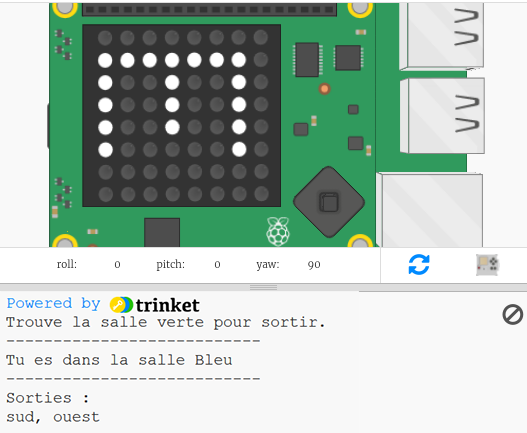 roll: 0 pitch: 0 yaw: 90
Powered by trinket
Trouve la salle verte pour sortir.
---------------------------
Tu es dans la salle Bleu
---------------------------
Sorties :
sud, ouest